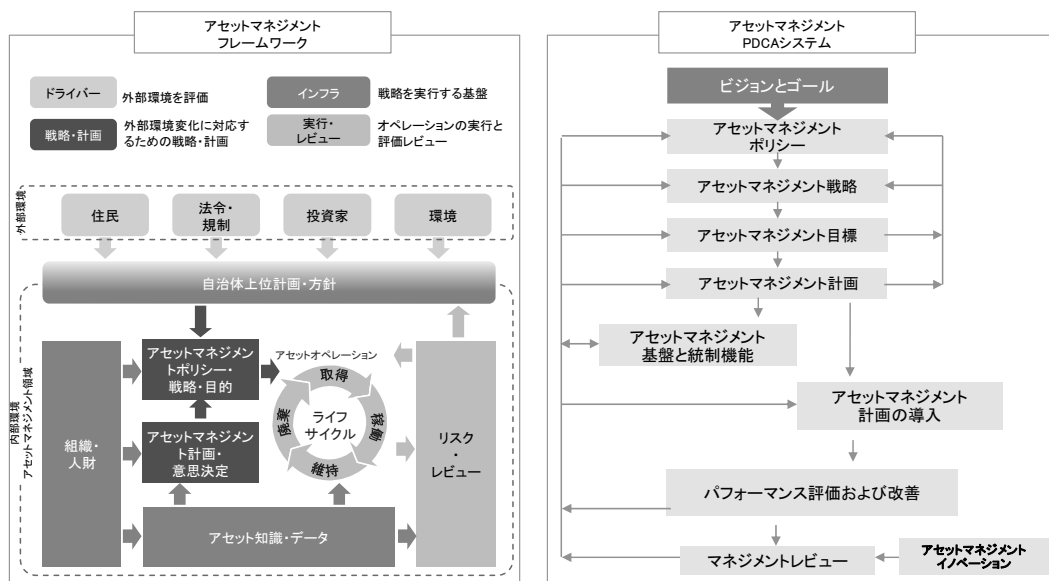 アセットマネジメント
フレームワーク
ドライバー
外部環境を評価
インフラ
戦略を実行する基盤
戦略・計画
外部環境変化に対応す
るための戦略・計画
実行・
レビュー
オペレーションの実行と
評価レビュー
外部環境
住民
法令・
規制
投資家
環境
自治体上位計画・方針
内部環境
アセットマネジメント領域
組織・
人財
アセットマネジメン
トポリシー・
戦略・目的
アセットマネジメン
ト計画・
意思決定
アセットオペレーション
取得
稼働
維持
廃棄
ライフ
サイクル
リスク
・
レビュー
アセット知識・データ
アセットマネジメント
PDCAシステム
ビジョンとゴール
アセットマネジメント
ポリシー
アセットマネジメント戦略
アセットマネジメント目標
アセットマネジメント計画
アセットマネジメント
基盤と統制機能
アセットマネジメント
計画の導入
パフォーマンス評価および改善
マネジメントレビュー
アセットマネジメント
イノベーション